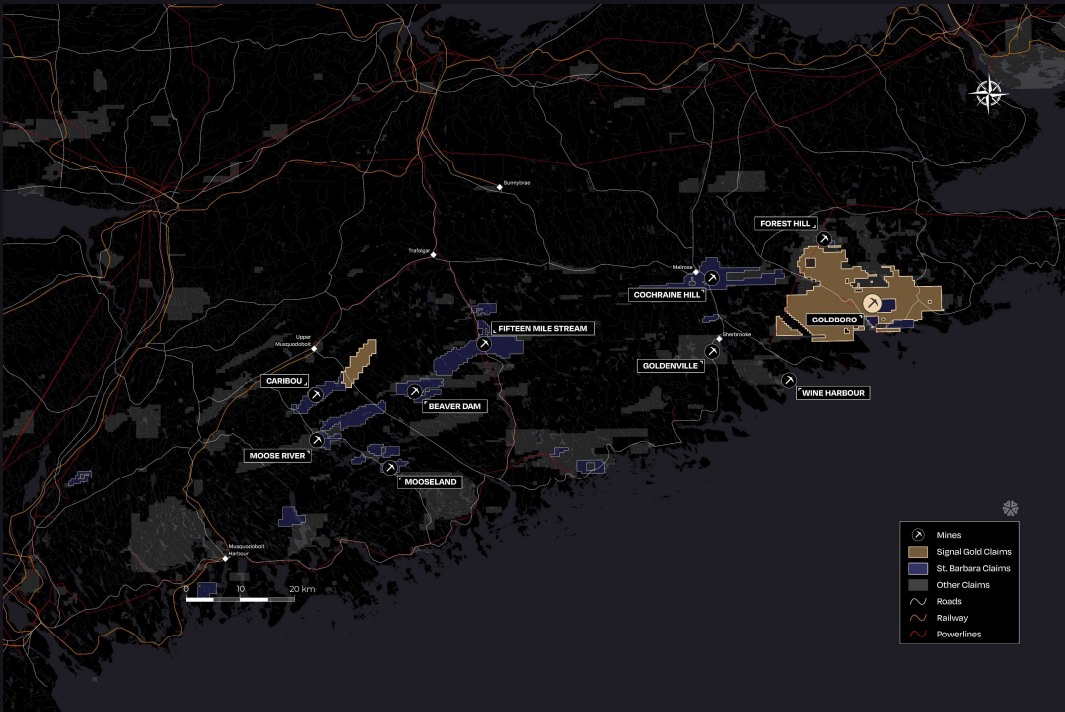 Sunnybrae
FOREST HILL
Trafalgar
Melrose
COCHRAINE HILL
GOLDBORO
FIFTEEN MILE STREAM
Sherbrooke
Upper
Musquodoboit
GOLDENVILLE
CARIBOU
WINE HARBOUR
BEAVER DAM
MOOSE RIVER
MOOSELAND
Musquodoboit
Harbour
0 10 20 km
Mines
Signal Gold Claims
St. Barbara Claims
Other Claims
Roads
Railway
Powerlines